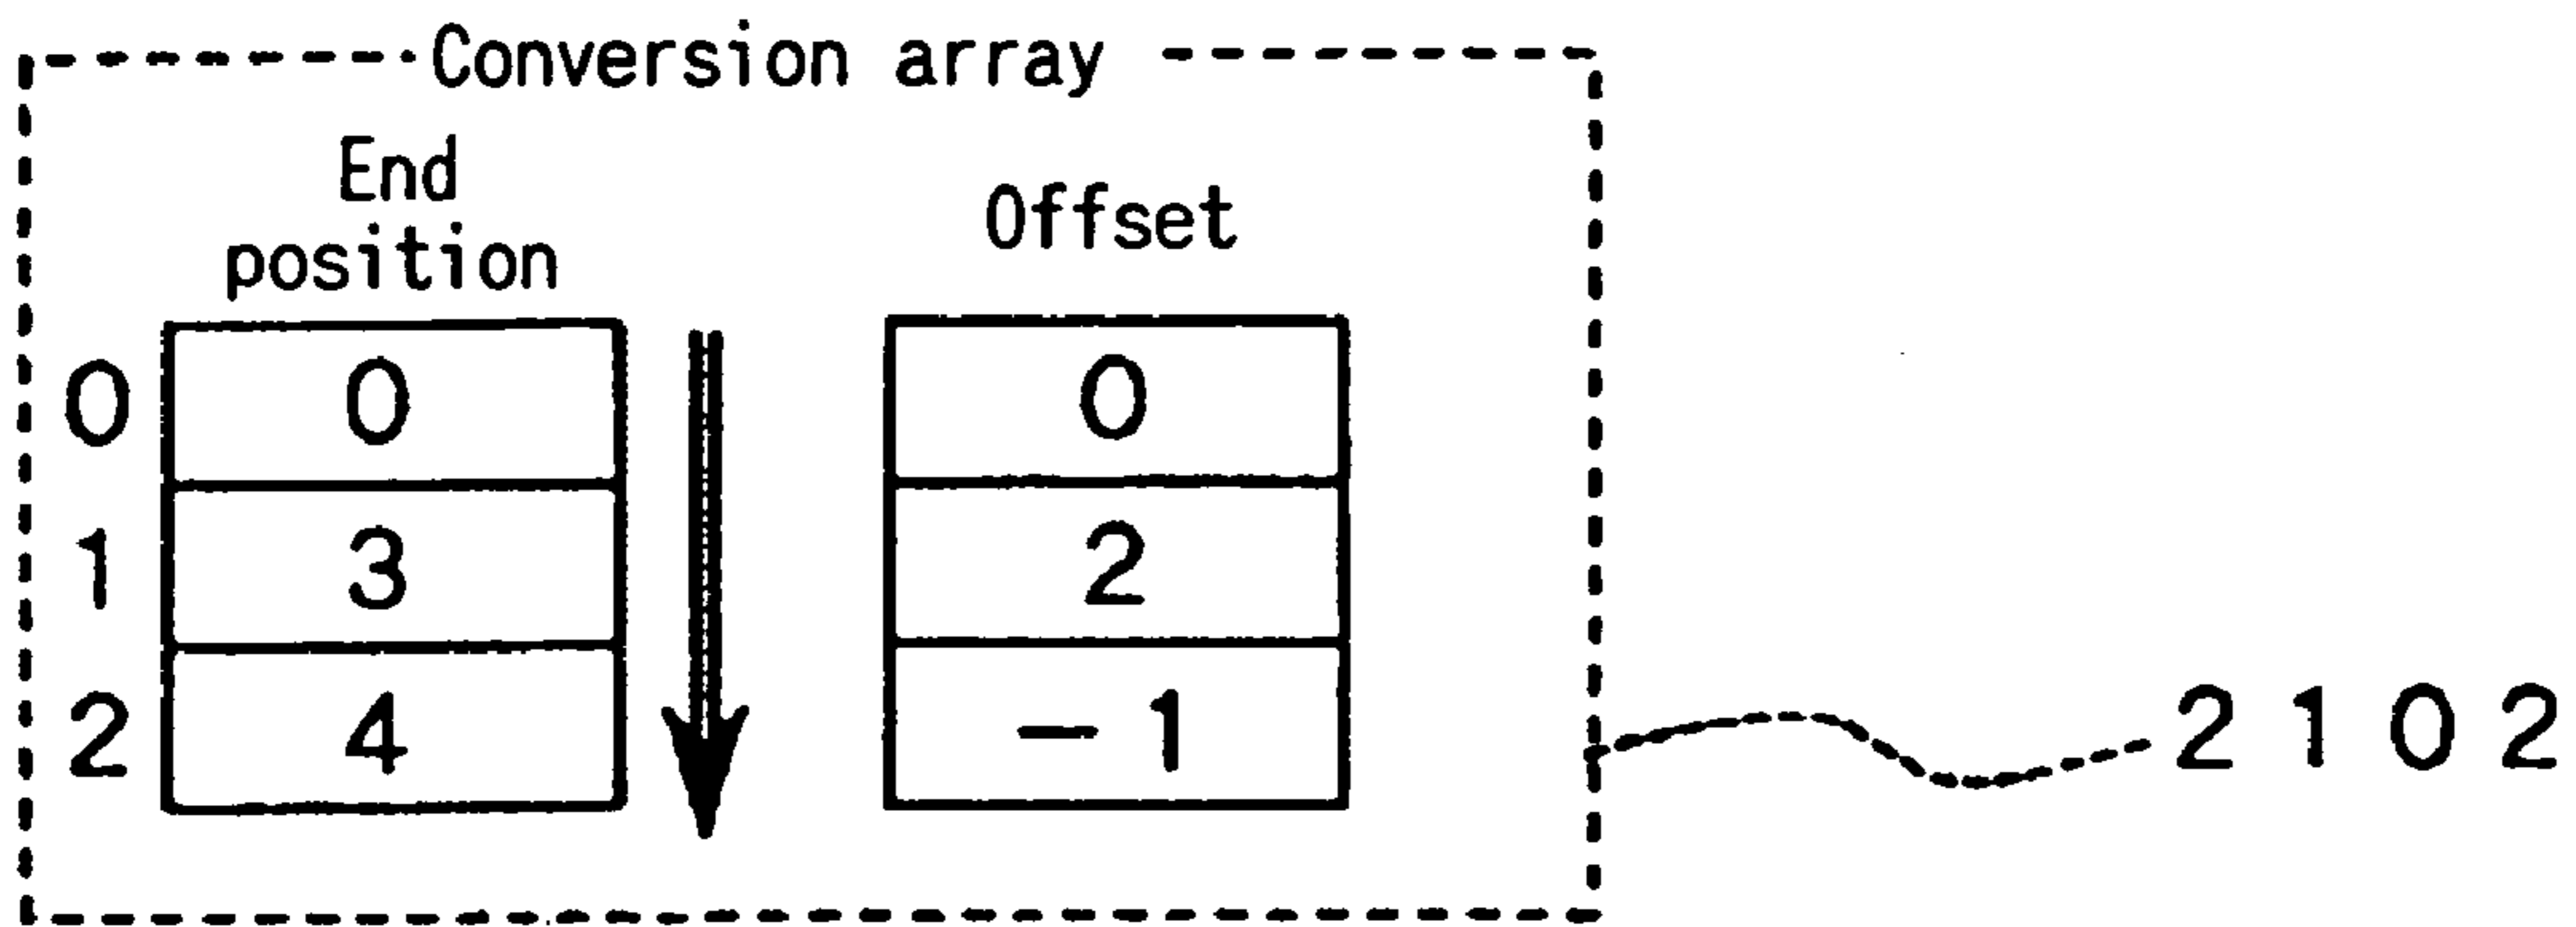 Conversion array
End
position
Offset
0 0 0
1 3 2
2 4 -1
2102